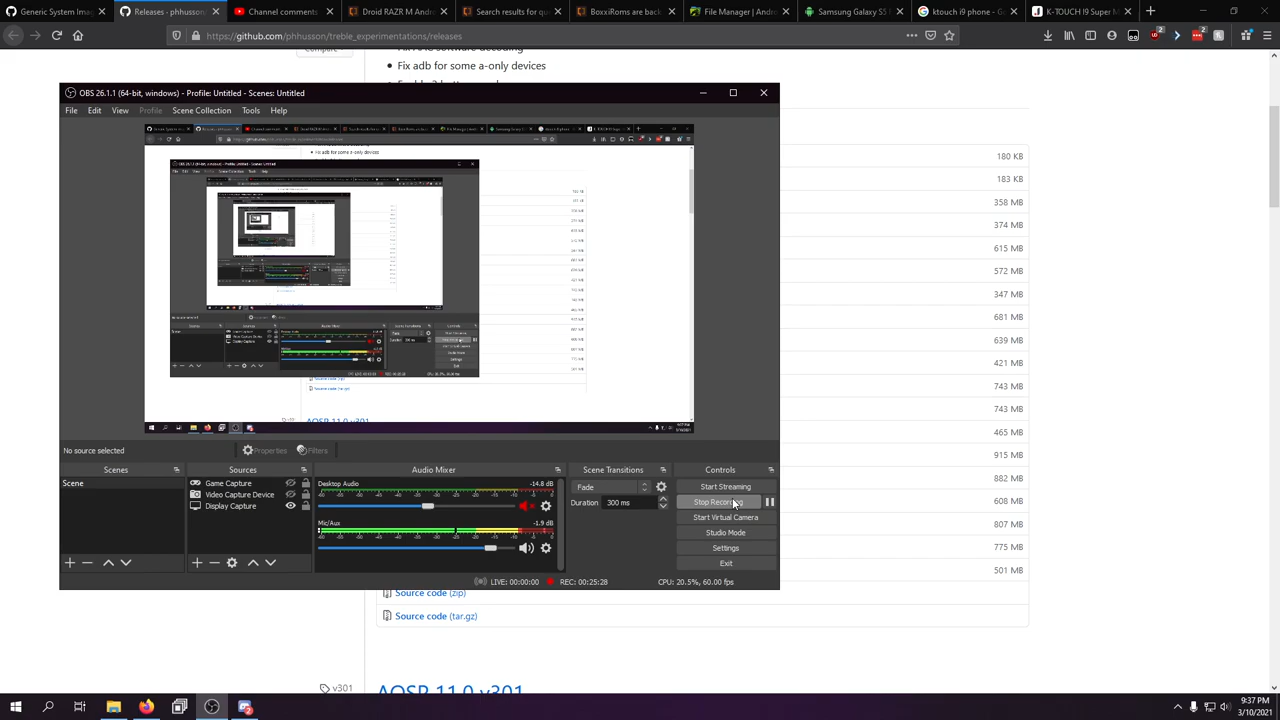 Generic System Imag
Releases - phhusson
Channel comments
Droid RAZR M Andro
Search results for qu
BoxxiRoms are back
File Manager | Andro
Samsung Galaxy S7
ktouch i9 phone - Go
K-TOUCH I9 Super M
https://github.com/phhusson/treble_experimentations/releases
Compare
Fix adb for some a-only devices
OBS 26.1.1 (64-bit, windows) - Profile: Untitled - Scenes: Untitled
File Edit View Profile Scene Collection Tools Help
180 KB
183 KB
358 MB
374 MB
615 MB
347 MB
681 MB
639 MB
421 MB
743 MB
743 MB
465 MB
915 MB
882 MB
608 MB
807 MB
775 MB
501 MB
No source selected
Properties
Filters
Scenes
Scene
Sources
Game Capture
Video Capture Device
Display Capture
Audio Mixer
Desktop Audio
-14.8 dB
Mic/Aux
-1.9 dB
Scene Transitions
Fade
Duration 300 ms
Controls
Start Streaming
Stop Recording
Start Virtual Camera
Studio Mode
Settings
Exit
LIVE: 00:00:00
REC: 00:25:28
CPU: 20.5%, 60.00 fps
Source code (zip)
Source code (tar.gz)
v301
AOSP 11.0 v301
9:37 PM
3/10/2021